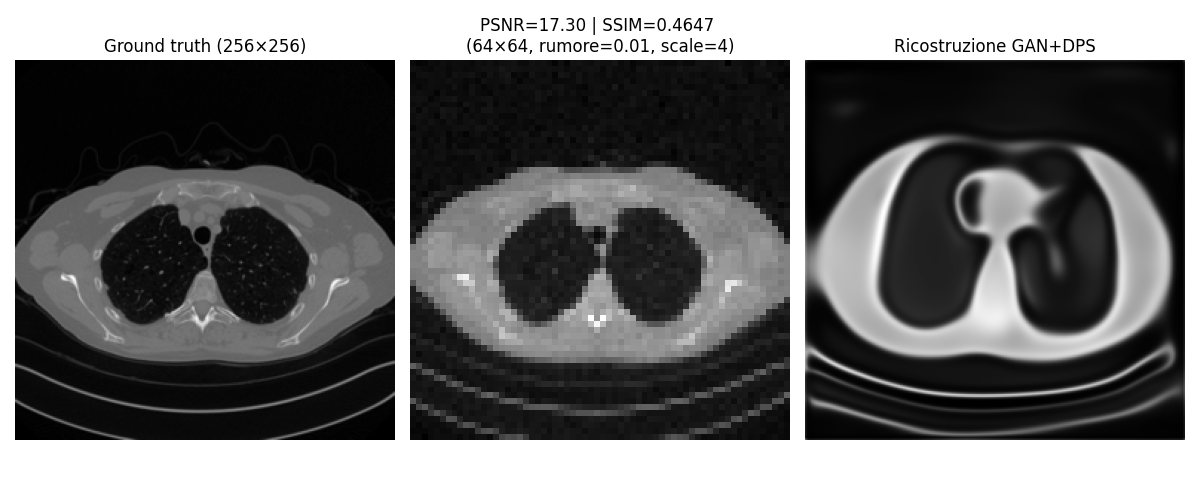 Ground truth (256×256)
PSNR=17.30 | SSIM=0.4647
(64×64, rumore=0.01, scale=4)
Ricostruzione GAN+DPS